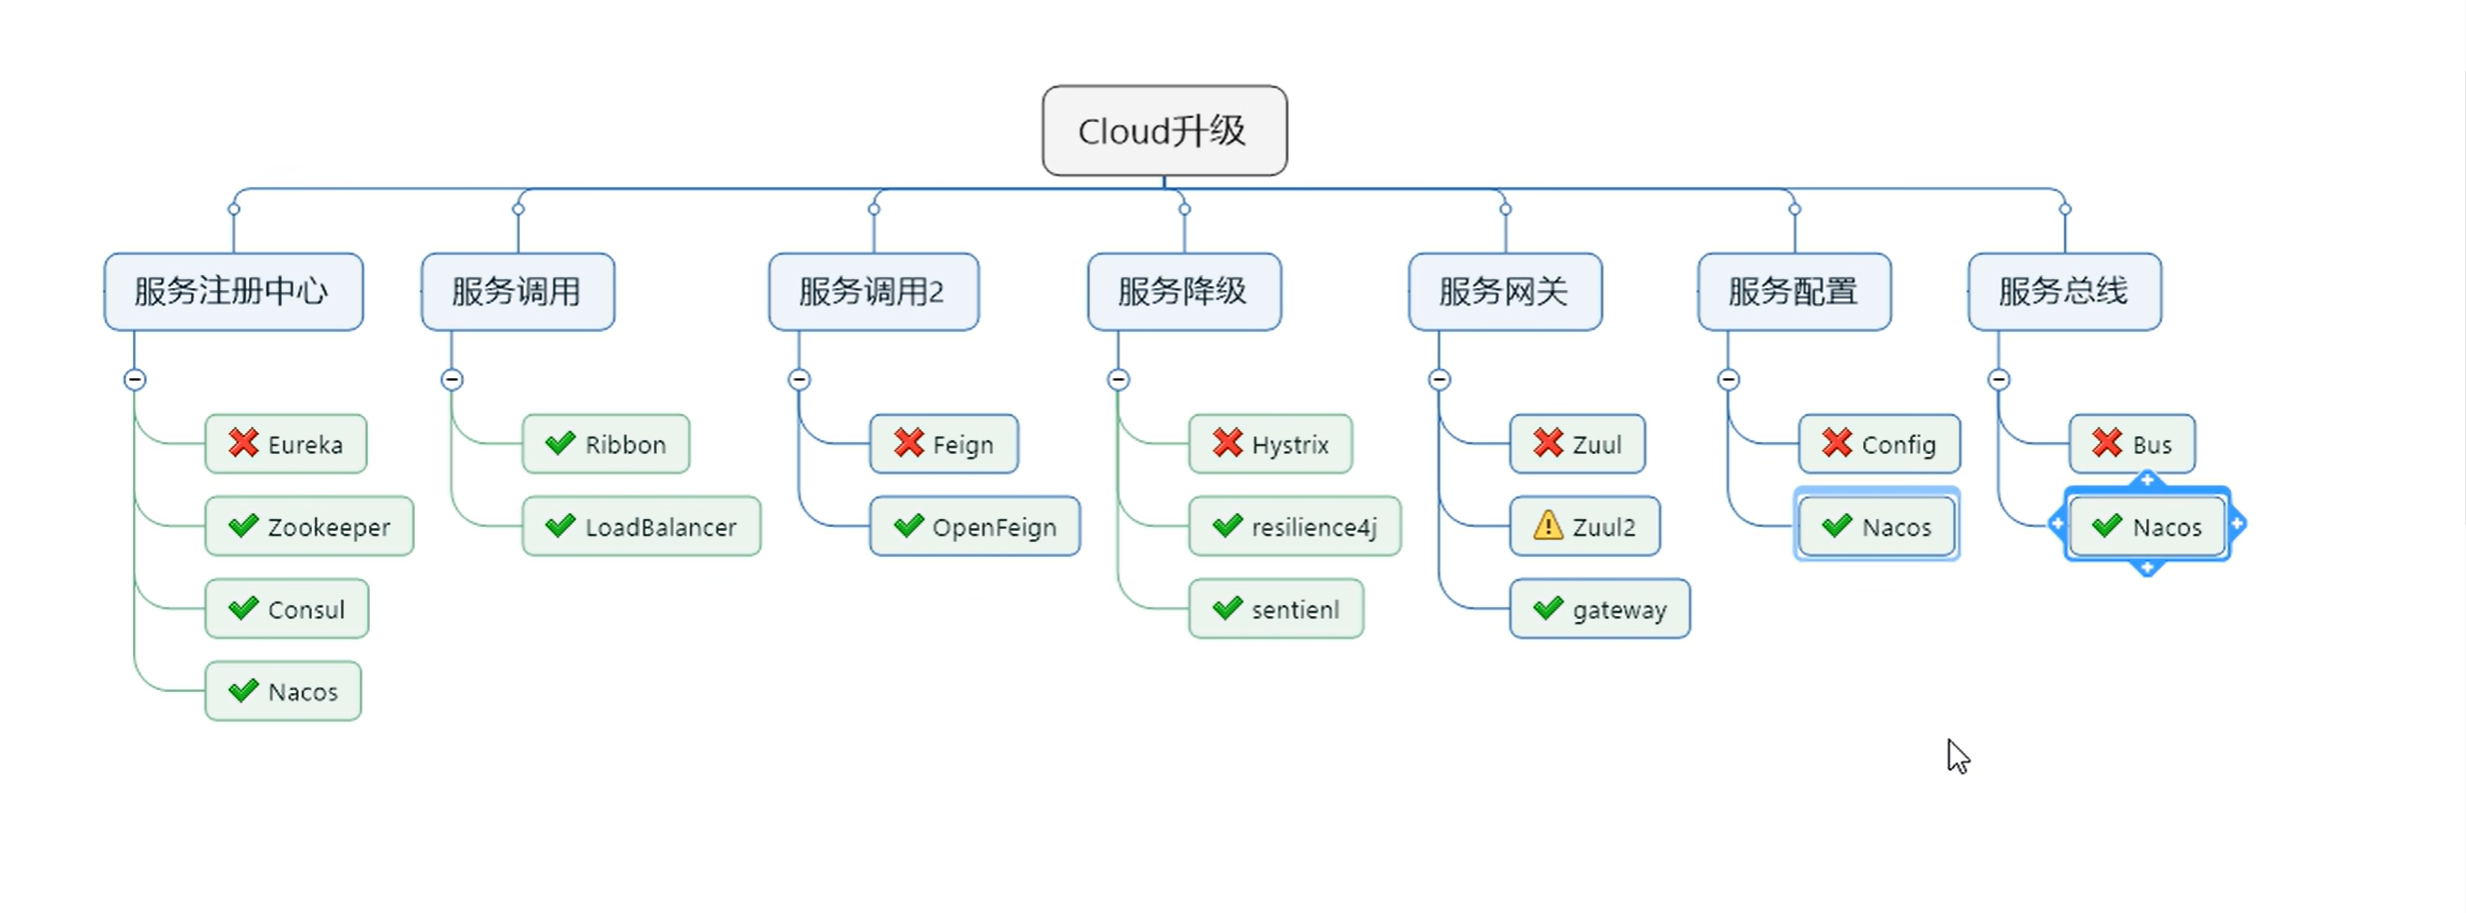 Cloud升级
服务注册中心
Eureka
Zookeeper
Consul
Nacos
服务调用
Ribbon
LoadBalancer
服务调用2
Feign
OpenFeign
服务降级
Hystrix
resilience4j
sentienl
服务网关
Zuul
Zuul2
gateway
服务配置
Config
Nacos
服务总线
Bus
Nacos